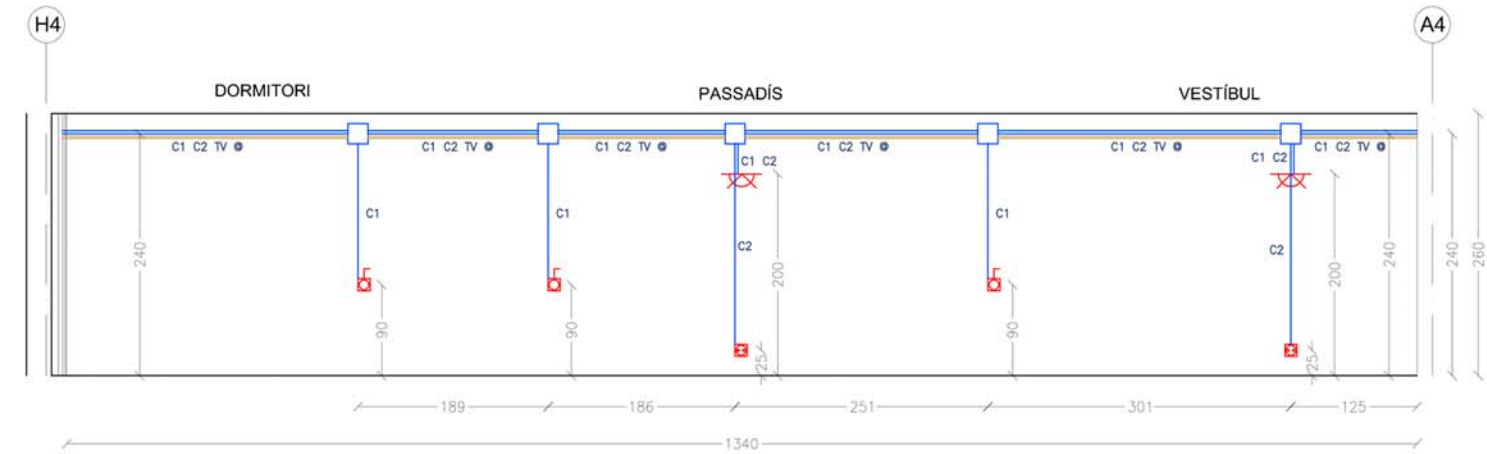 H4
A4
DORMITORI
PASSADÍS
VESTÍBUL
C1 C2 TV @
C1 C2 TV @
C1 C2 TV @
C1 C2
C1 C2 TV @
C1 C2 TV @
C1 C2
C1 C2 TV @
C1
C1
C2
C1
C2
240
90
90
200
25
90
200
25
240
240
260
189
186
251
301
125
1340